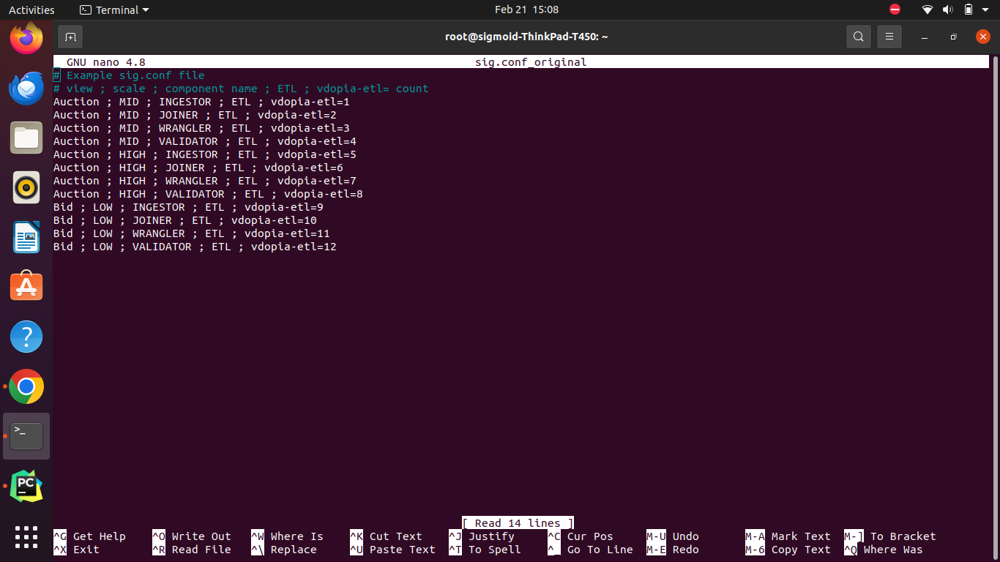 Activities Terminal Feb 21 15:08
root@sigmoid-ThinkPad-T450: ~
GNU nano 4.8 sig.conf_original
# Example sig.conf file
# view ; scale ; component name ; ETL ; vdopia-etl= count
Auction ; MID ; INGESTOR ; ETL ; vdopia-etl=1
Auction ; MID ; JOINER ; ETL ; vdopia-etl=2
Auction ; MID ; WRANGLER ; ETL ; vdopia-etl=3
Auction ; MID ; VALIDATOR ; ETL ; vdopia-etl=4
Auction ; HIGH ; INGESTOR ; ETL ; vdopia-etl=5
Auction ; HIGH ; JOINER ; ETL ; vdopia-etl=6
Auction ; HIGH ; WRANGLER ; ETL ; vdopia-etl=7
Auction ; HIGH ; VALIDATOR ; ETL ; vdopia-etl=8
Bid ; LOW ; INGESTOR ; ETL ; vdopia-etl=9
Bid ; LOW ; JOINER ; ETL ; vdopia-etl=10
Bid ; LOW ; WRANGLER ; ETL ; vdopia-etl=11
Bid ; LOW ; VALIDATOR ; ETL ; vdopia-etl=12
?
>_
PC
[ Read 14 lines ]
^G Get Help ^O Write Out ^W Where Is ^K Cut Text ^J Justify ^C Cur Pos M-U Undo M-A Mark Text M-] To Bracket
^X Exit ^R Read File ^\ Replace ^U Paste Text ^T To Spell ^_ Go To Line M-E Redo M-6 Copy Text ^Q Where Was